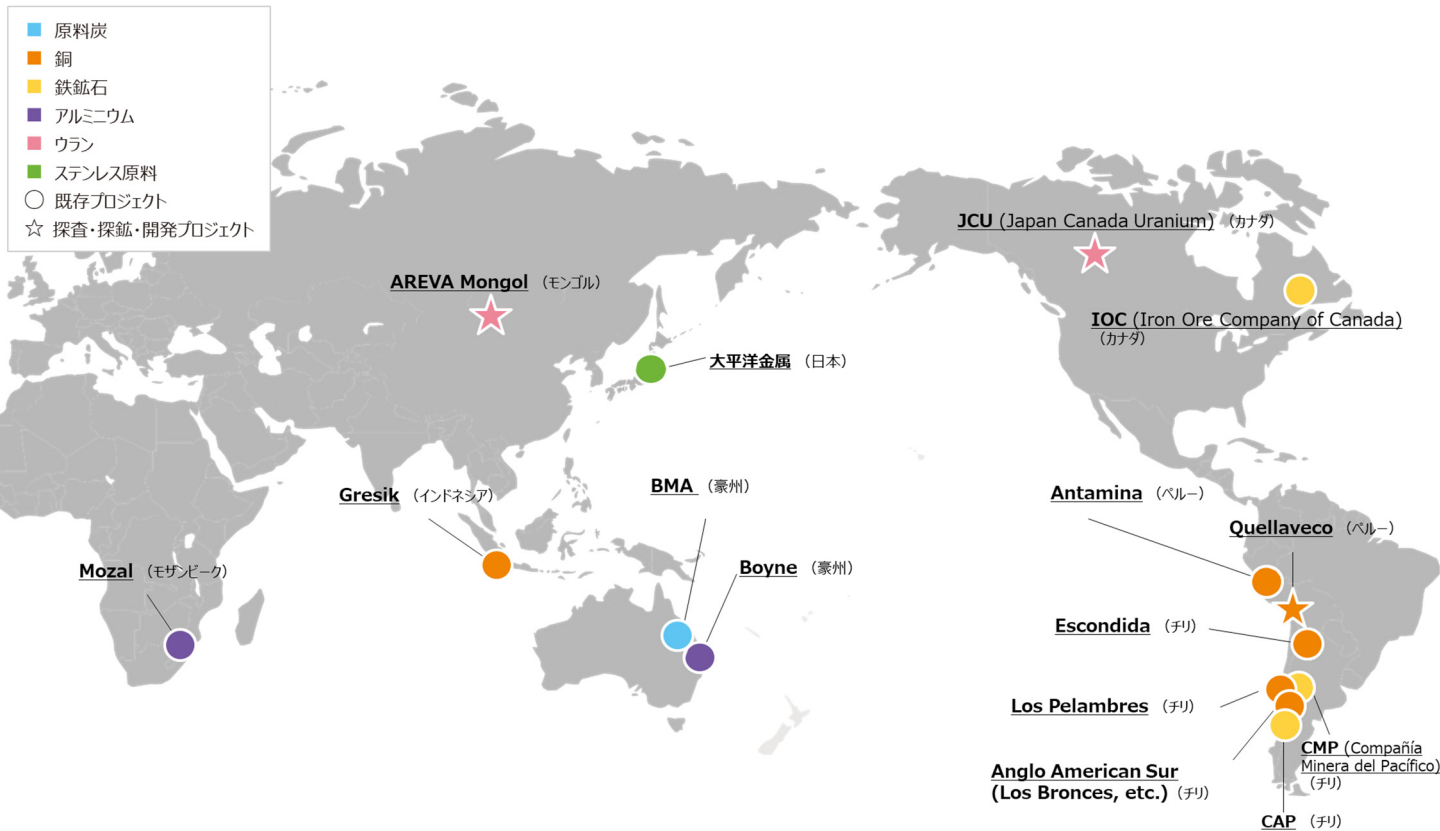 原料炭
銅
鉄鉱石
アルミニウム
ウラン
ステンレス原料
既存プロジェクト
探査・探鉱・開発プロジェクト
JCU (Japan Canada Uranium) (カナダ)
AREVA Mongol (モンゴル)
IOC (Iron Ore Company of Canada)
(カナダ)
大平洋金属 (日本)
Gresik (インドネシア)
BMA (豪州)
Antamina (ペルー)
Quellaveco (ペルー)
Mozal (モザンビーク)
Boyne (豪州)
Escondida (チリ)
Los Pelambres (チリ)
CMP (Compañía
Minera del Pacífico)
(チリ)
Anglo American Sur
(Los Bronces, etc.) (チリ)
CAP (チリ)